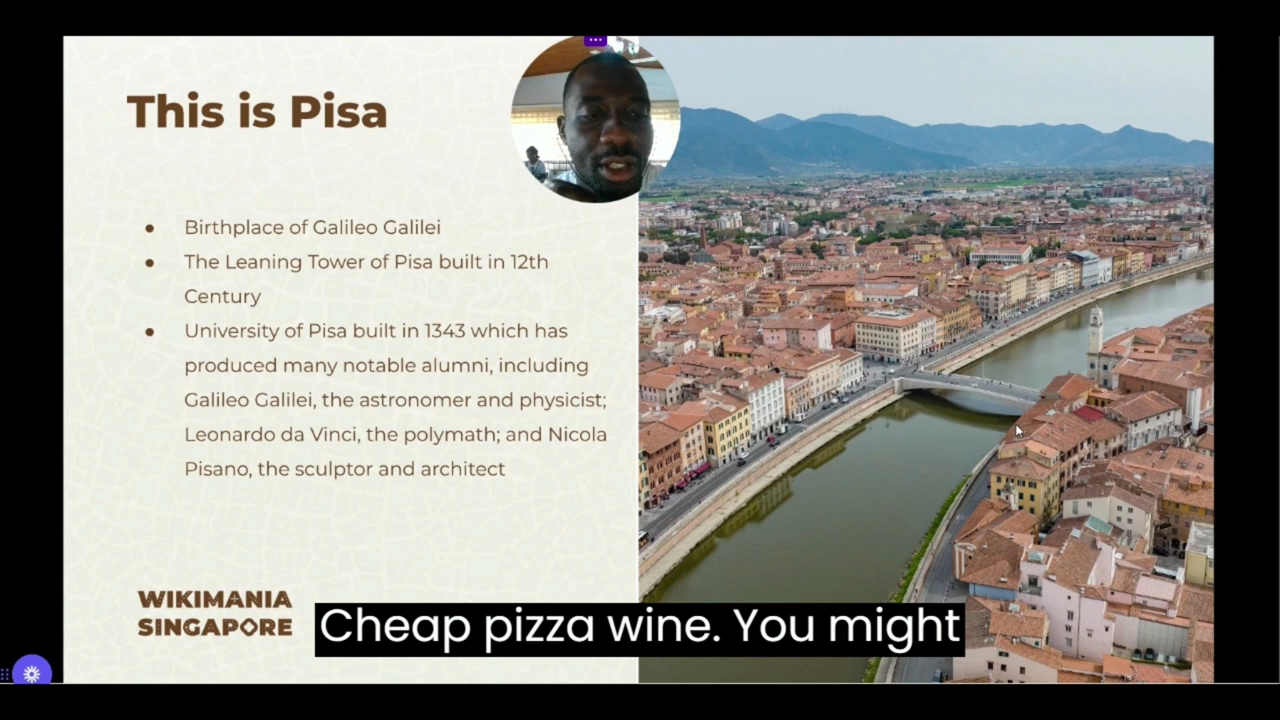 This is Pisa
Birthplace of Galileo Galilei
The Leaning Tower of Pisa built in 12th
Century
University of Pisa built in 1343 which has
produced many notable alumni, including
Galileo Galilei, the astronomer and physicist;
Leonardo da Vinci, the polymath; and Nicola
Pisano, the sculptor and architect
WIKIMANIA
SINGAPORE
Cheap pizza wine. You might